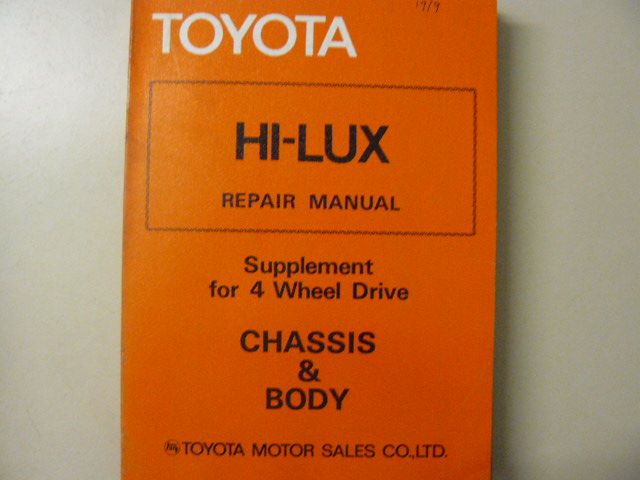 TOYOTA
HI-LUX
REPAIR MANUAL
Supplement
for 4 Wheel Drive
CHASSIS
&
BODY
TOYOTA MOTOR SALES CO.,LTD.